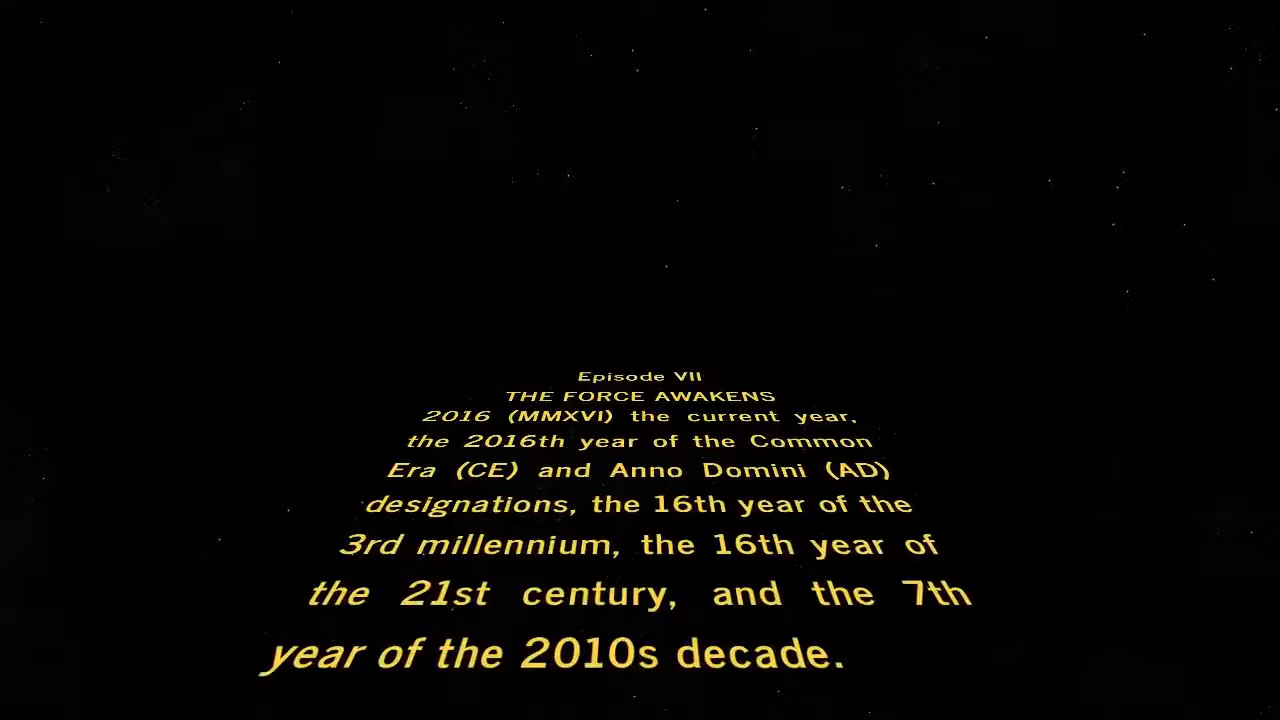 Episode VII
THE FORCE AWAKENS
2016 (MMXVI) the current year,
the 2016th year of the Common
Era (CE) and Anno Domini (AD)
designations, the 16th year of the
3rd millennium, the 16th year of
the 21st century, and the 7th
year of the 2010s decade.